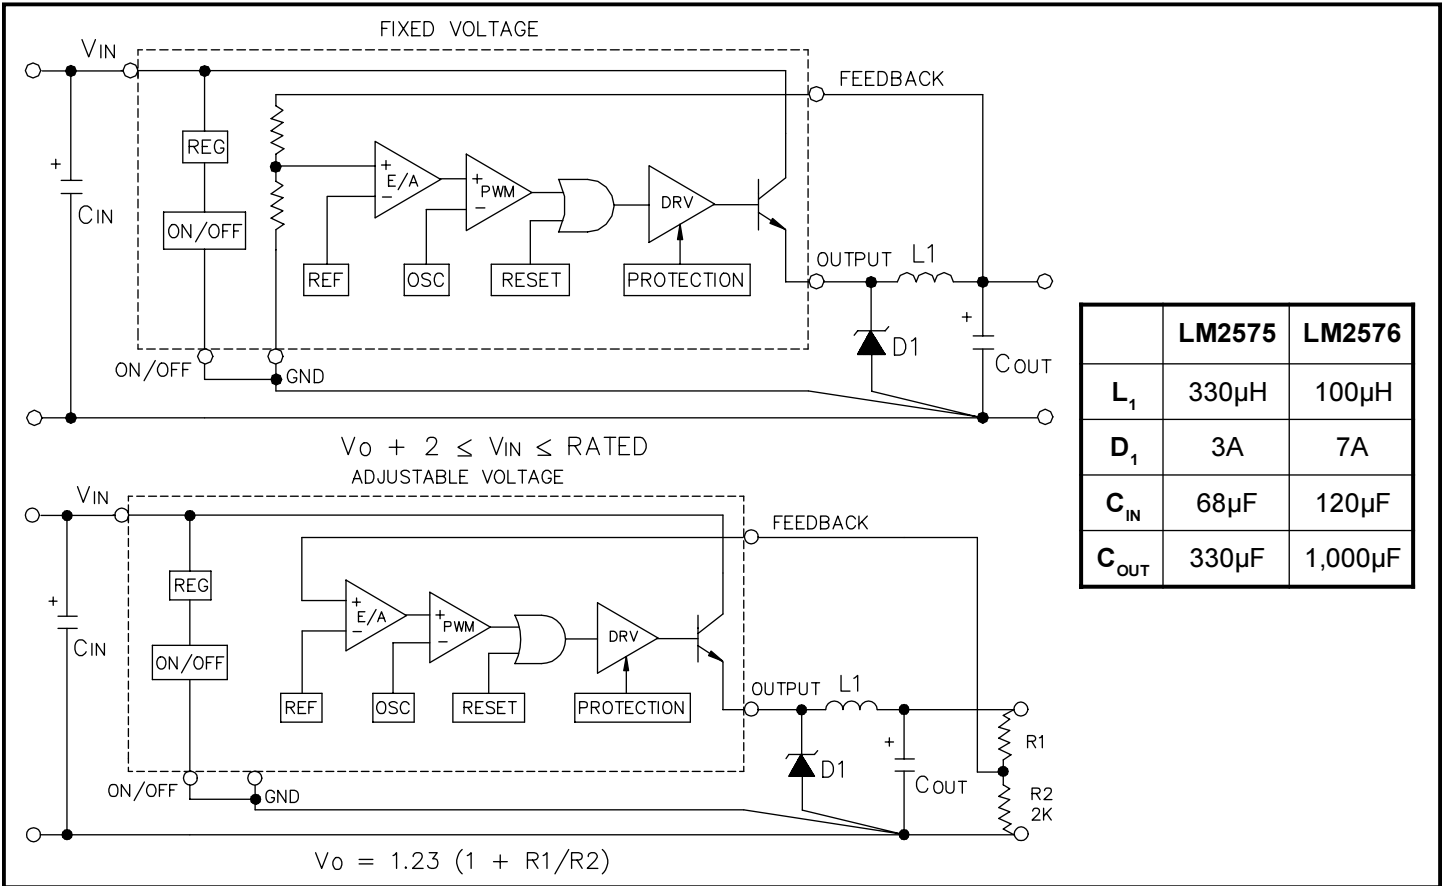 FIXED VOLTAGE
VIN
FEEDBACK
REG
+
E/A
−
+
PWM
−
DRV
+
CIN
ON/OFF
REF
OSC
RESET
PROTECTION
OUTPUT
L1
D1
+
COUT
ON/OFF
GND
VO + 2 ≤ VIN ≤ RATED
ADJUSTABLE VOLTAGE
VIN
FEEDBACK
REG
+
E/A
−
+
PWM
−
DRV
+
CIN
ON/OFF
REF
OSC
RESET
PROTECTION
OUTPUT
L1
D1
+
COUT
R1
R2
2K
ON/OFF
GND
VO = 1.23 (1 + R1/R2)
LM2575 LM2576
L1 330µH 100µH
D1 3A 7A
CIN 68µF 120µF
COUT 330µF 1,000µF